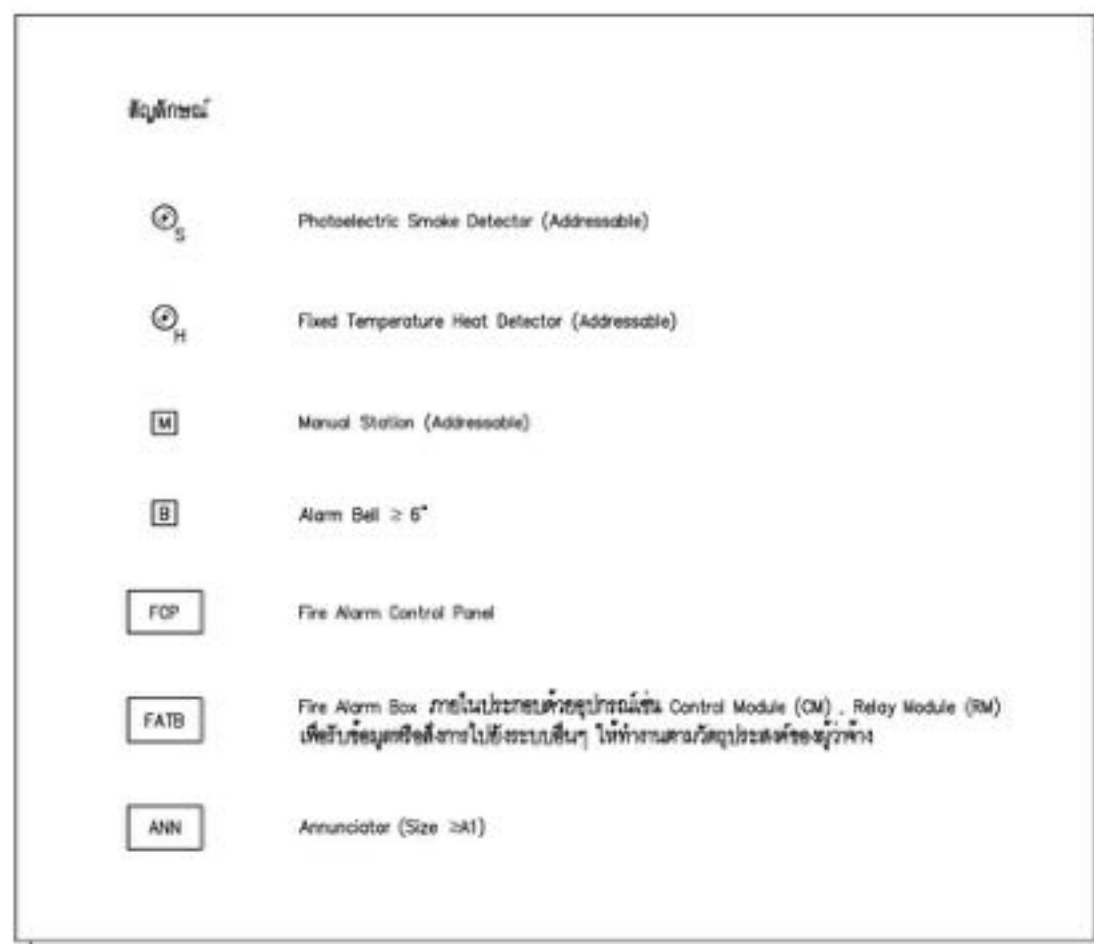 สัญลักษณ์
S Photoelectric Smoke Detector (Addressable)
H Fixed Temperature Heat Detector (Addressable)
M Manual Station (Addressable)
B Alarm Bell ≥ 6"
FCP Fire Alarm Control Panel
FATB Fire Alarm Box ภายในประกอบด้วยอุปกรณ์เช่น Control Module (CM) , Relay Module (RM)
เพื่อรับข้อมูลหรือสั่งการไปยังระบบอื่นๆ ให้ทำงานตามวัตถุประสงค์ของผู้ว่าจ้าง
ANN Annunciator (Size ≥A1)